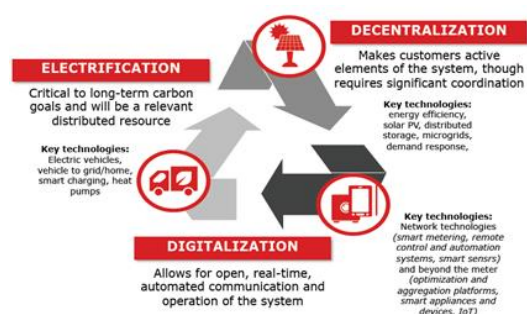 DECENTRALIZATION
Makes customers active
elements of the system, though
requires significant coordination
Key technologies:
energy efficiency,
solar PV, distributed
storage, microgrids,
demand response,
ELECTRIFICATION
Critical to long-term carbon
goals and will be a relevant
distributed resource
Key technologies:
Electric vehicles,
vehicle to grid/home,
smart charging, heat
pumps
DIGITALIZATION
Allows for open, real-time,
automated communication and
operation of the system
Key technologies:
Network technologies
(smart metering, remote
control and automation
systems, smart sensrs)
and beyond the meter
(optimization and
aggregation platforms,
smart appliances and
devices, IoT)